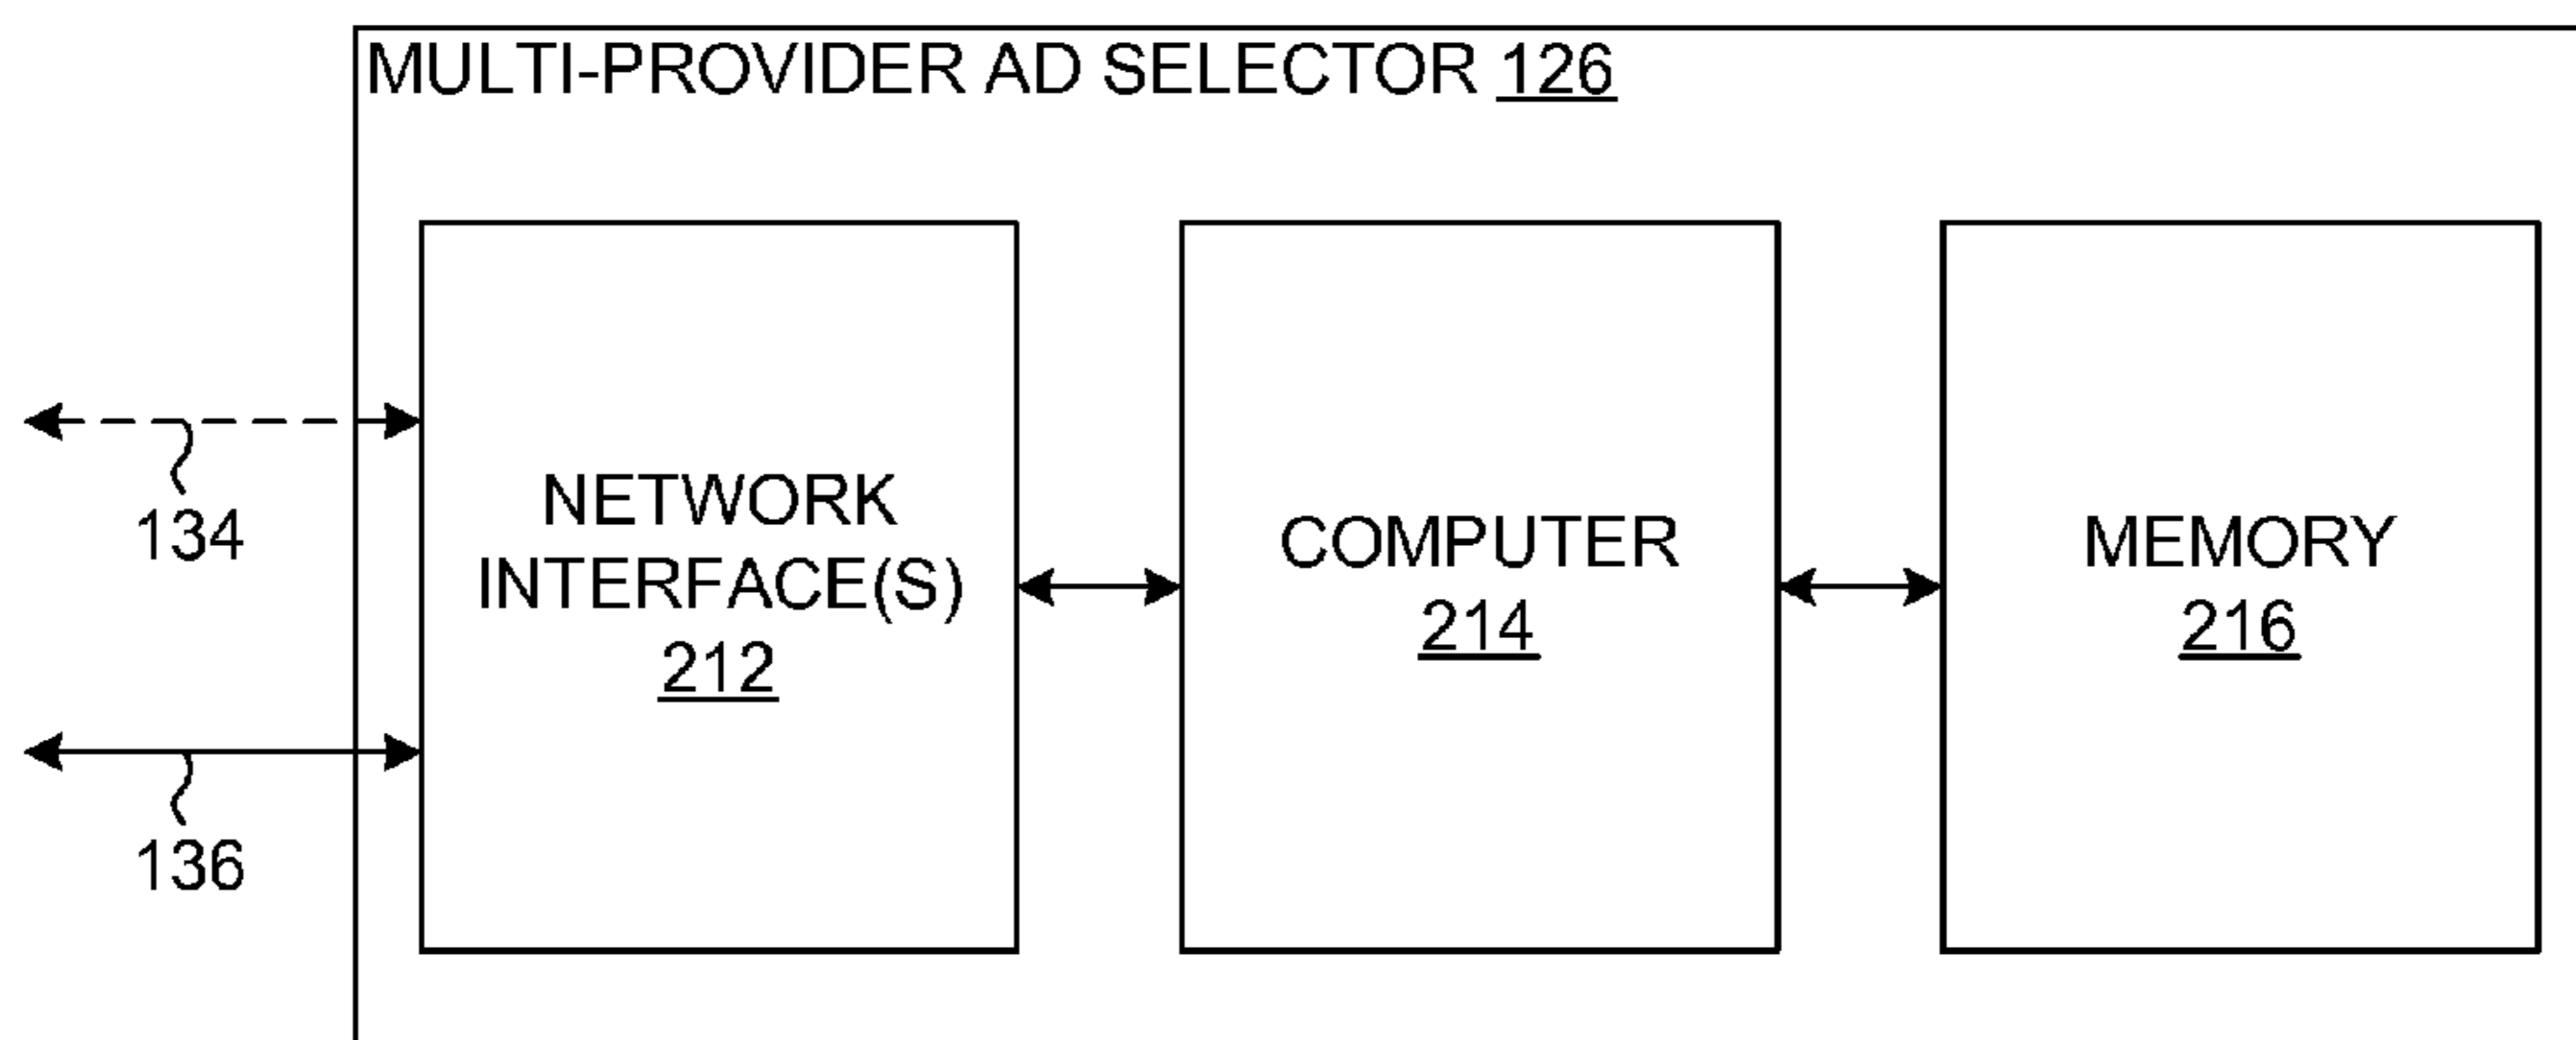 MULTI-PROVIDER AD SELECTOR 126
134
136
NETWORK
INTERFACE(S)
212
COMPUTER
214
MEMORY
216